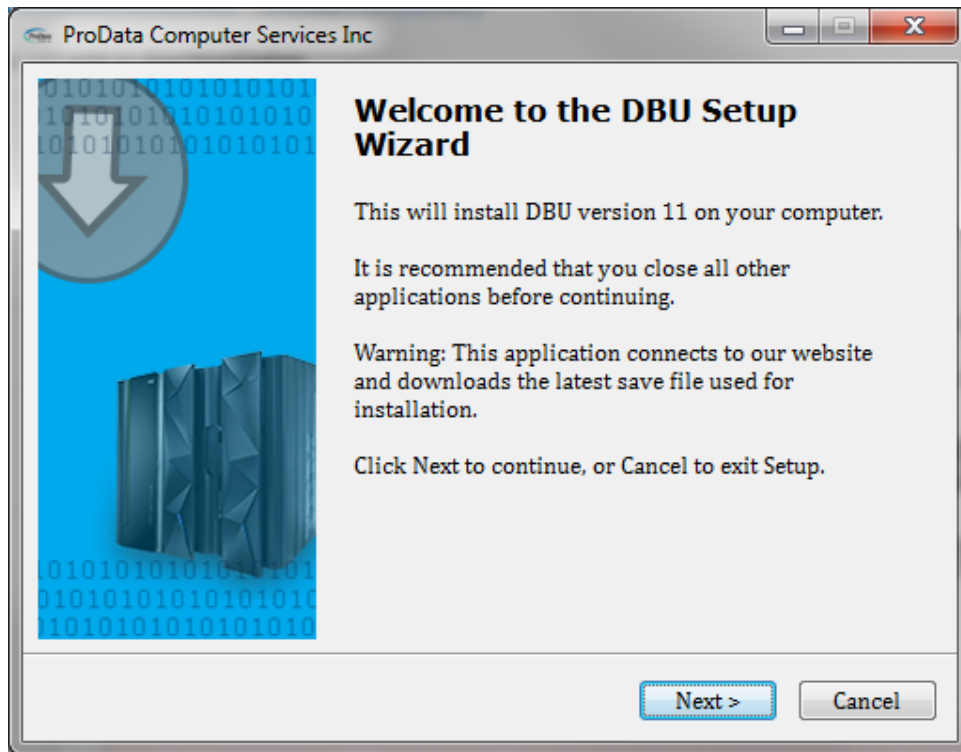 ProData Computer Services Inc
Welcome to the DBU Setup
Wizard
This will install DBU version 11 on your computer.
It is recommended that you close all other
applications before continuing.
Warning: This application connects to our website
and downloads the latest save file used for
installation.
Click Next to continue, or Cancel to exit Setup.
Next >
Cancel